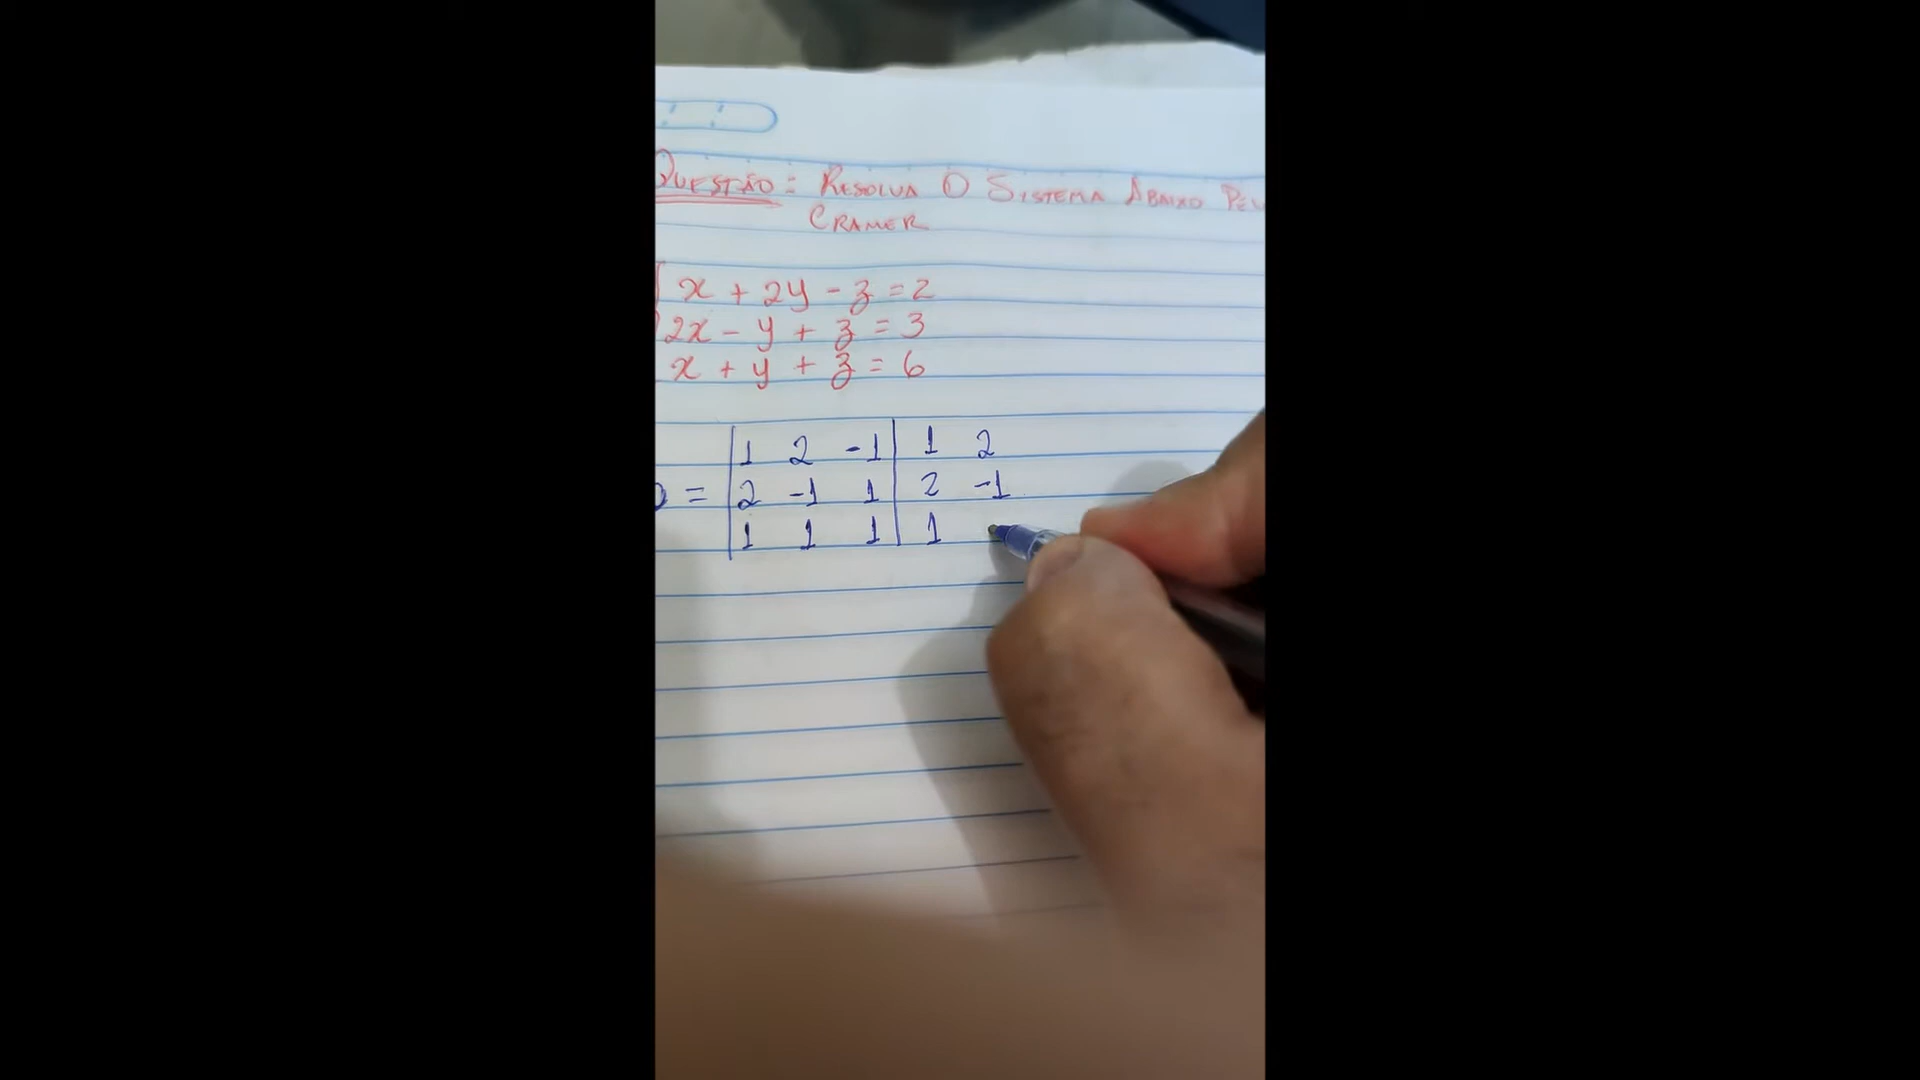 QUESTÃO: RESOLVA O SISTEMA ABAIXO
CRAMER
x + 2y - z = 2
2x - y + z = 3
x + y + z = 6
1 2 -1 1 2
= 2 -1 1 2 -1
1 1 1 1